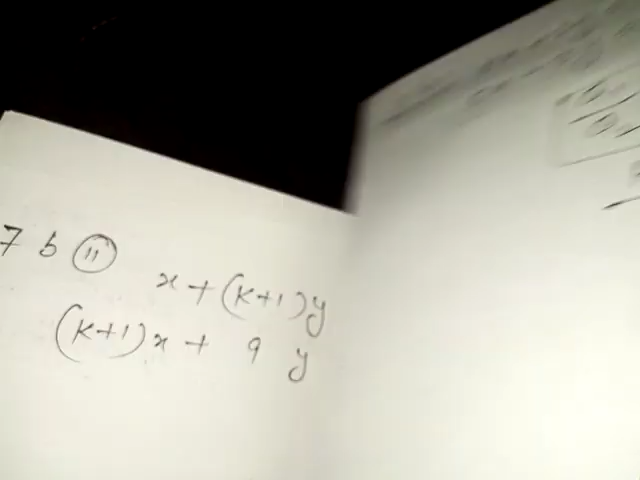 7 b (ii) x + (k+1) y
(k+1) x + 9 y